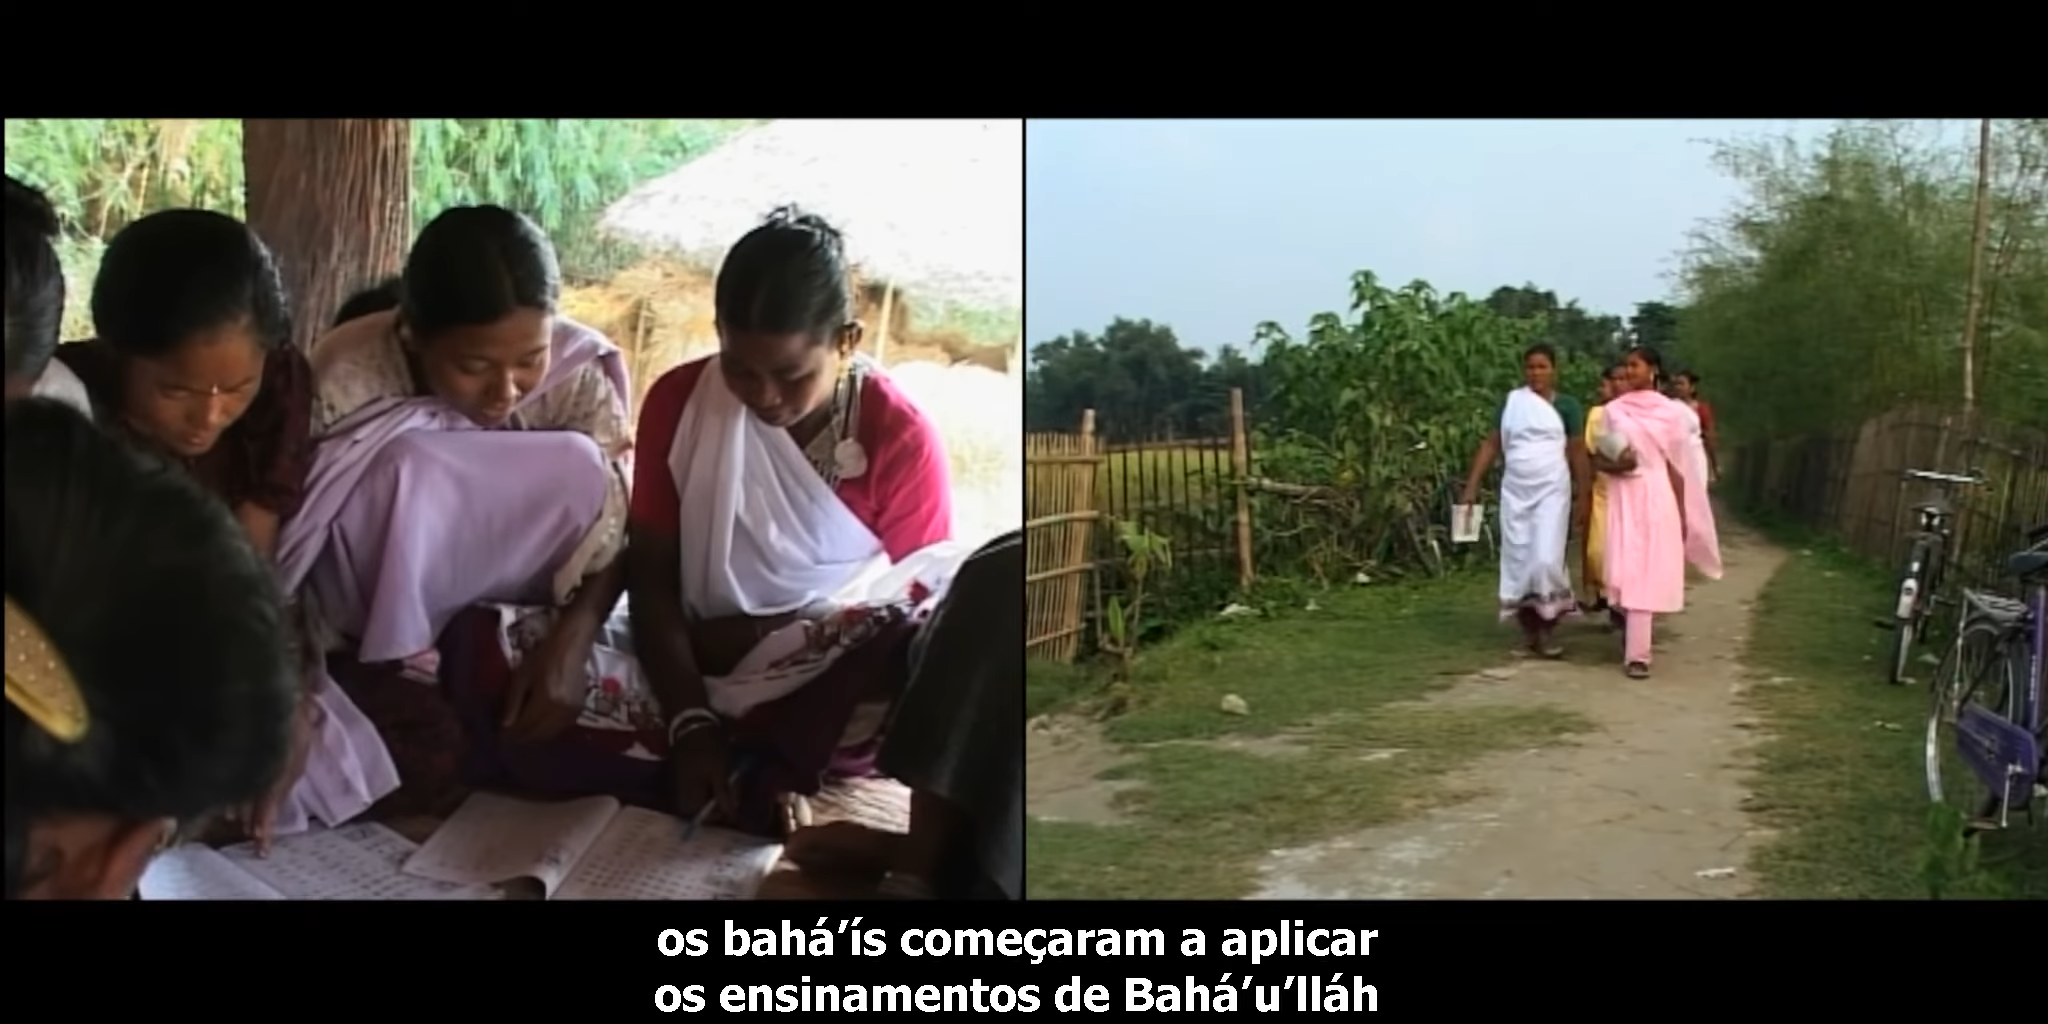 os bahá’ís começaram a aplicar
os ensinamentos de Bahá’u’lláh